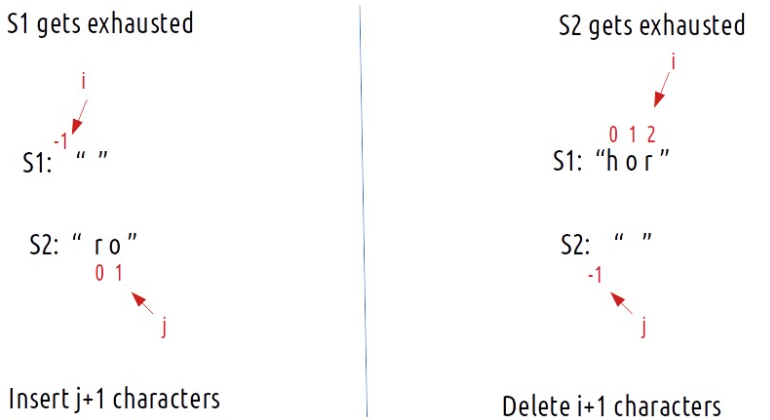 S1 gets exhausted
i
-1
S1: “ ”
S2: “ r o ”
0 1
j
Insert j+1 characters
S2 gets exhausted
i
0 1 2
S1: “h o r ”
S2: “ ”
-1
j
Delete i+1 characters